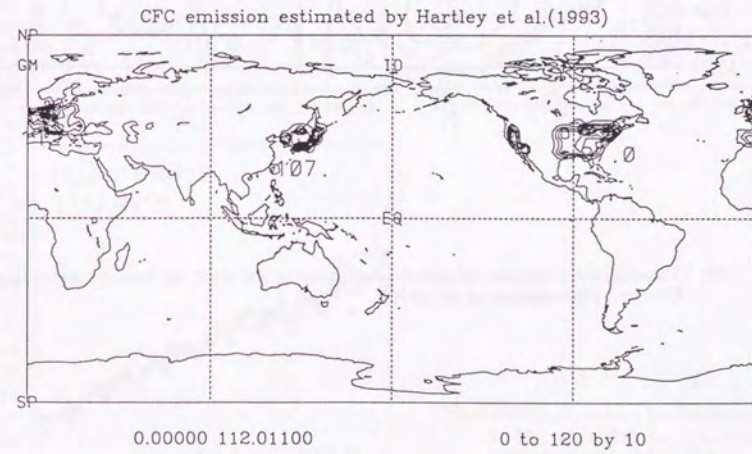 CFC emission estimated by Hartley et al.(1993)
NP
GM
ID
107
0
EQ
SP
0.00000 112.01100
0 to 120 by 10